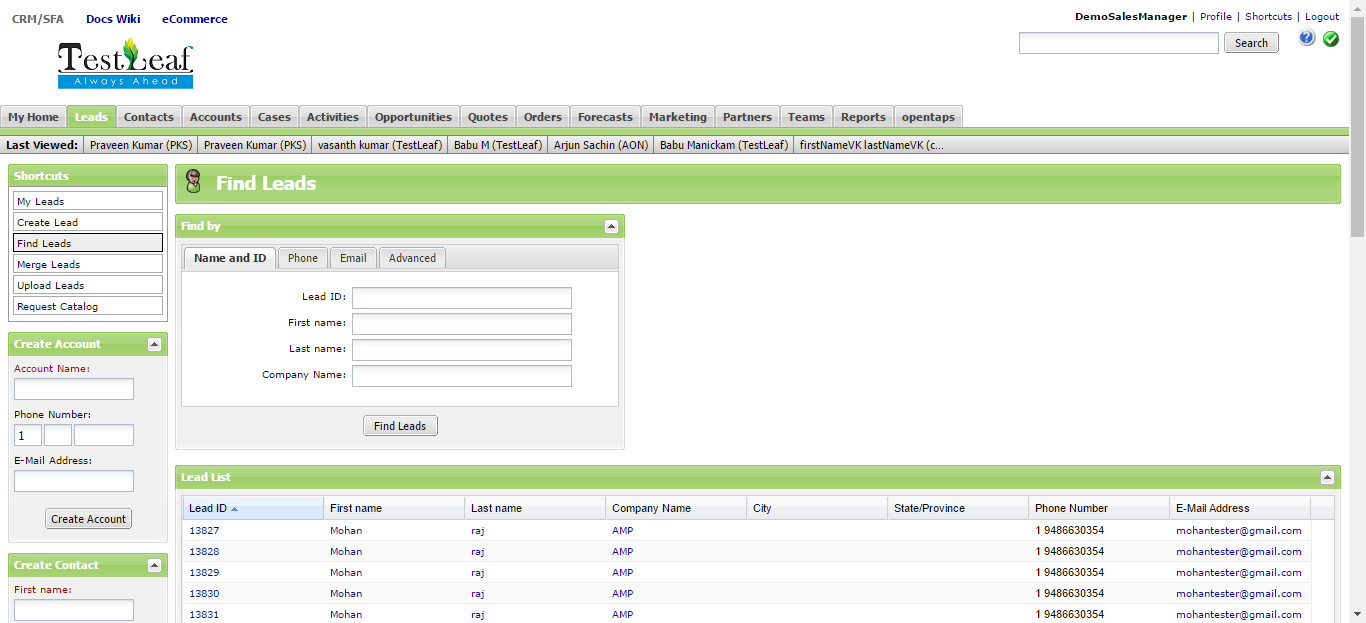 CRM/SFA Docs Wiki eCommerce
DemoSalesManager | Profile | Shortcuts | Logout
TestLeaf
Always Ahead
Search
My Home Leads Contacts Accounts Cases Activities Opportunities Quotes Orders Forecasts Marketing Partners Teams Reports opentaps
Last Viewed: Praveen Kumar (PKS) Praveen Kumar (PKS) vasanth kumar (TestLeaf) Babu M (TestLeaf) Arjun Sachin (AON) Babu Manickam (TestLeaf) firstNameVK lastNameVK (c...
Shortcuts
My Leads
Create Lead
Find Leads
Merge Leads
Upload Leads
Request Catalog
Create Account
Account Name:
Phone Number:
1
E-Mail Address:
Create Account
Create Contact
First name:
Find Leads
Find by
Name and ID Phone Email Advanced
Lead ID:
First name:
Last name:
Company Name:
Find Leads
Lead List
Lead ID First name Last name Company Name City State/Province Phone Number E-Mail Address
13827 Mohan raj AMP 1 9486630354 mohantester@gmail.com
13828 Mohan raj AMP 1 9486630354 mohantester@gmail.com
13829 Mohan raj AMP 1 9486630354 mohantester@gmail.com
13830 Mohan raj AMP 1 9486630354 mohantester@gmail.com
13831 Mohan raj AMP 1 9486630354 mohantester@gmail.com